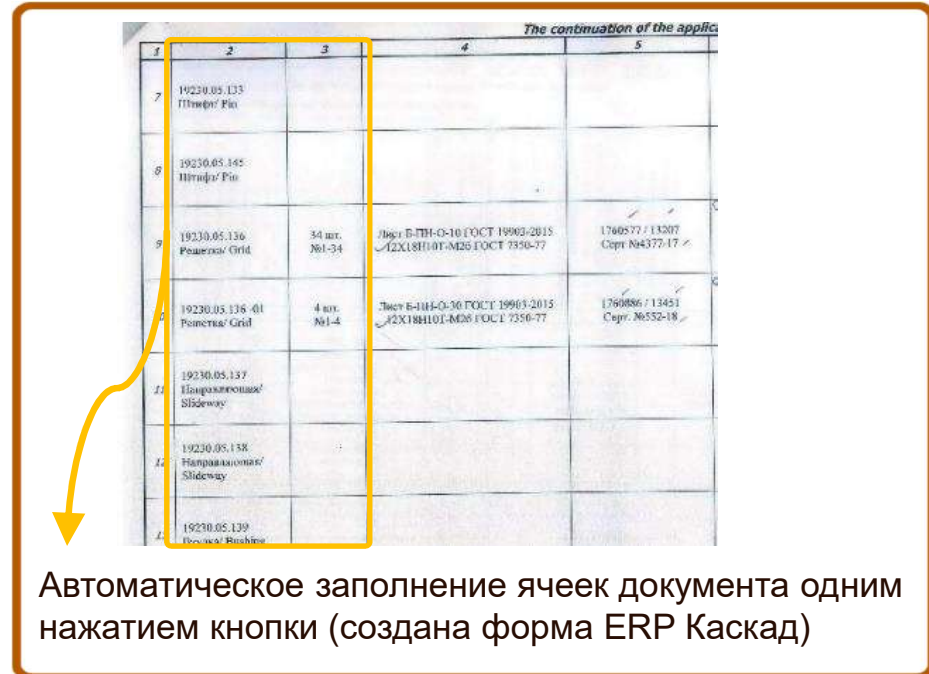 The continuation of the applic
1 2 3 4 5
7
19230.05.133
Штифт/ Pin
8
19230.05.145
Штифт/ Pin
9
19230.05.136
Решетка/ Grid
34 шт.
№1-34
Лист Б-ПН-О-10 ГОСТ 19903-2015
12Х18Н10Т-М2б ГОСТ 7350-77
1760577 / 13207
Серт №4377-17
19230.05.136 -01
Решетка/ Grid
4 шт.
№1-4
Лист Б-ПН-О-30 ГОСТ 19903-2015
12Х18Н10Т-М2б ГОСТ 7350-77
1760886 / 13451
Серт. №552-18
11
19230.05.137
Направляющая/
Slideway
12
19230.05.138
Направляющая/
Slideway
19230.05.139
Bushing
Автоматическое заполнение ячеек документа одним
нажатием кнопки (создана форма ERP Каскад)